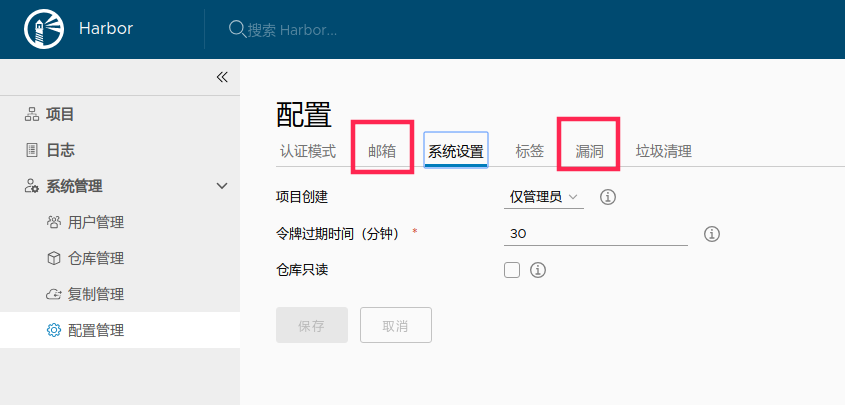 Harbor
搜索 Harbor...
项目
日志
系统管理
用户管理
仓库管理
复制管理
配置管理
配置
认证模式 邮箱 系统设置 标签 漏洞 垃圾清理
项目创建 仅管理员
令牌过期时间（分钟） * 30
仓库只读
保存 取消